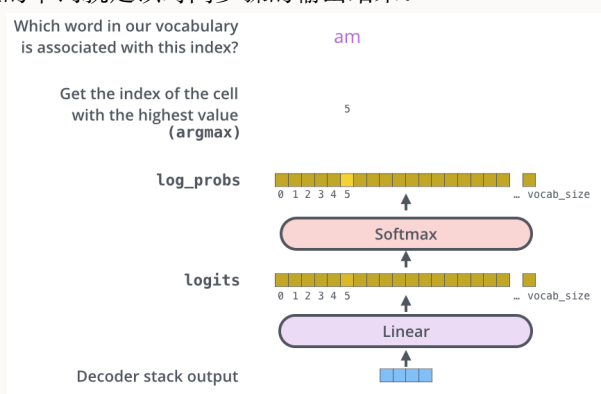 Which word in our vocabulary
is associated with this index?
am
Get the index of the cell
with the highest value
(argmax)
5
log_probs
0 1 2 3 4 5 … vocab_size
Softmax
logits
0 1 2 3 4 5 … vocab_size
Linear
Decoder stack output